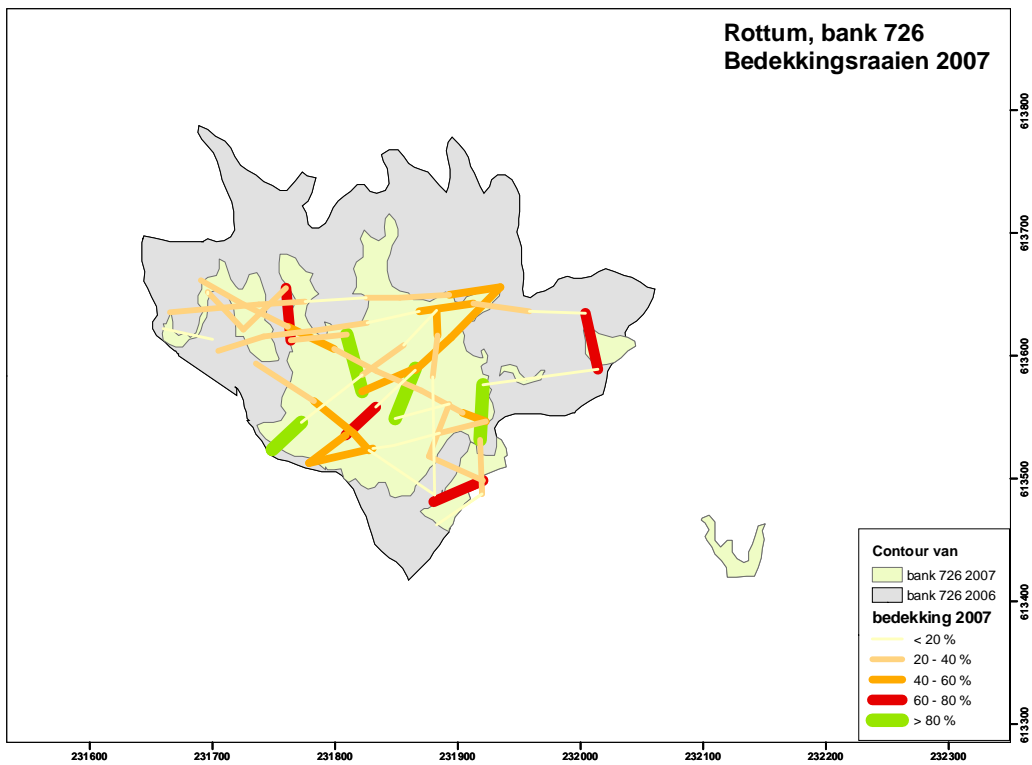 Rottum, bank 726
Bedekkingsraaien 2007
613800
613700
613600
613500
613400
613300
Contour van
bank 726 2007
bank 726 2006
bedekking 2007
< 20 %
20 - 40 %
40 - 60 %
60 - 80 %
> 80 %
231600 231700 231800 231900 232000 232100 232200 232300